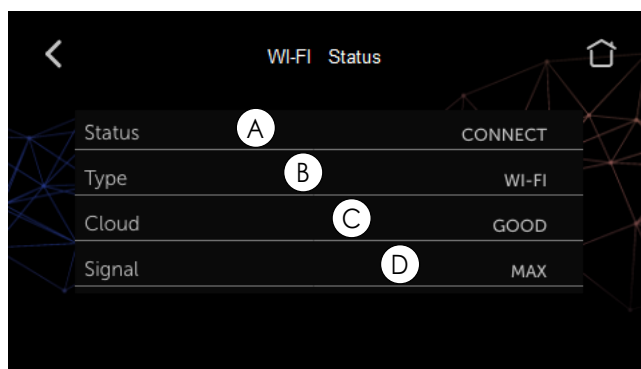 WI-FI Status
Status A CONNECT
Type B WI-FI
Cloud C GOOD
Signal D MAX